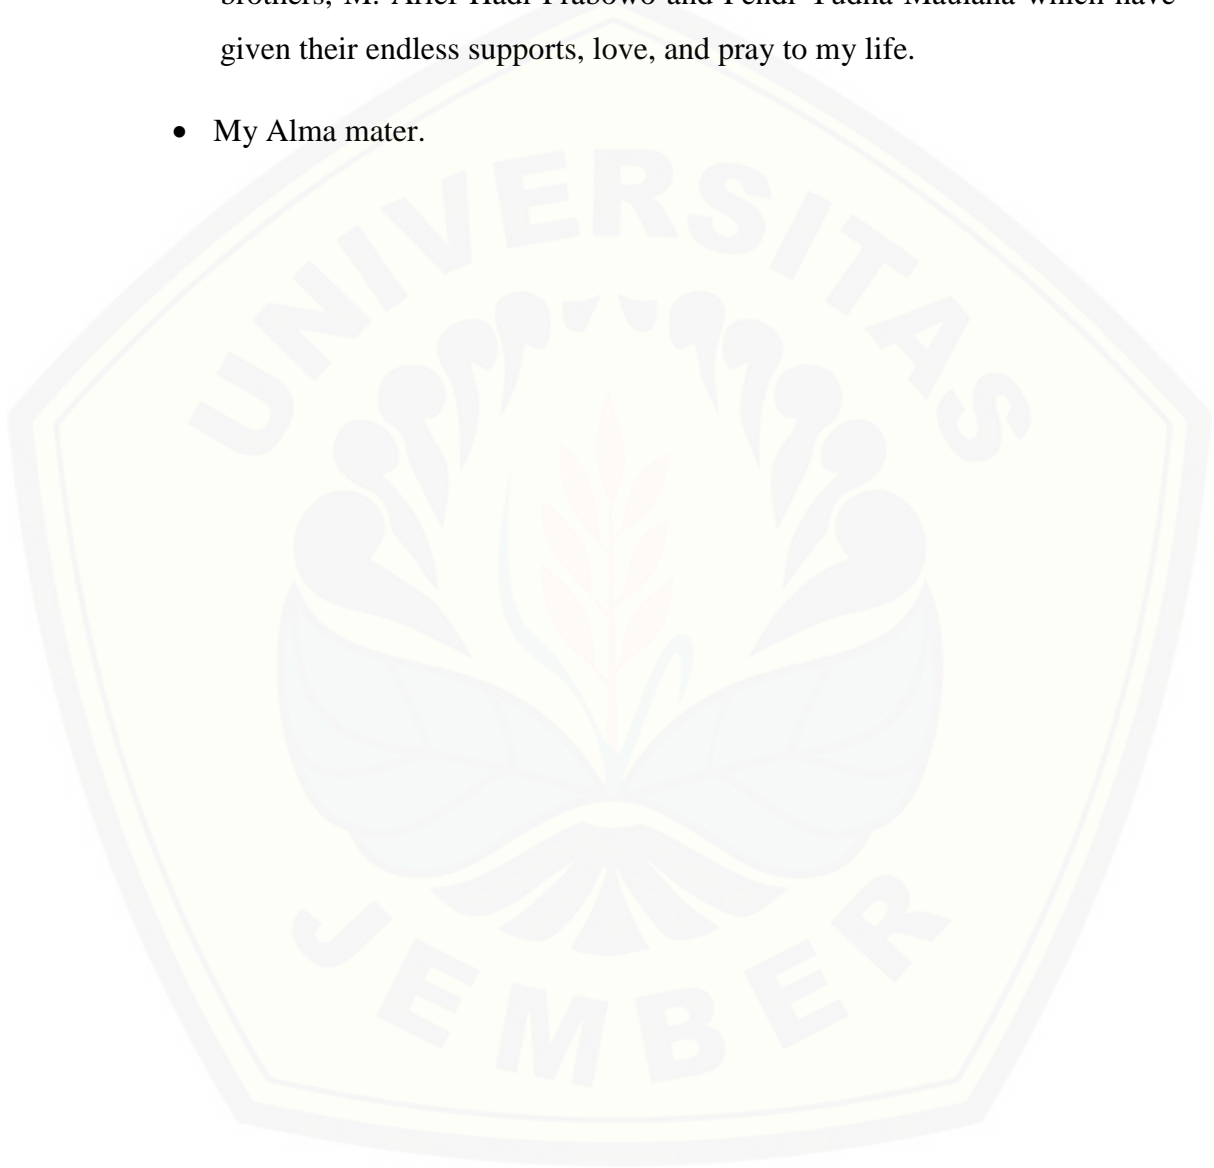 brothers, M. Arief Hadi Prabowo and Fendi Yudha Maulana which have
given their endless supports, love, and pray to my life.
• My Alma mater.
UNIVERSITAS
JEMBER